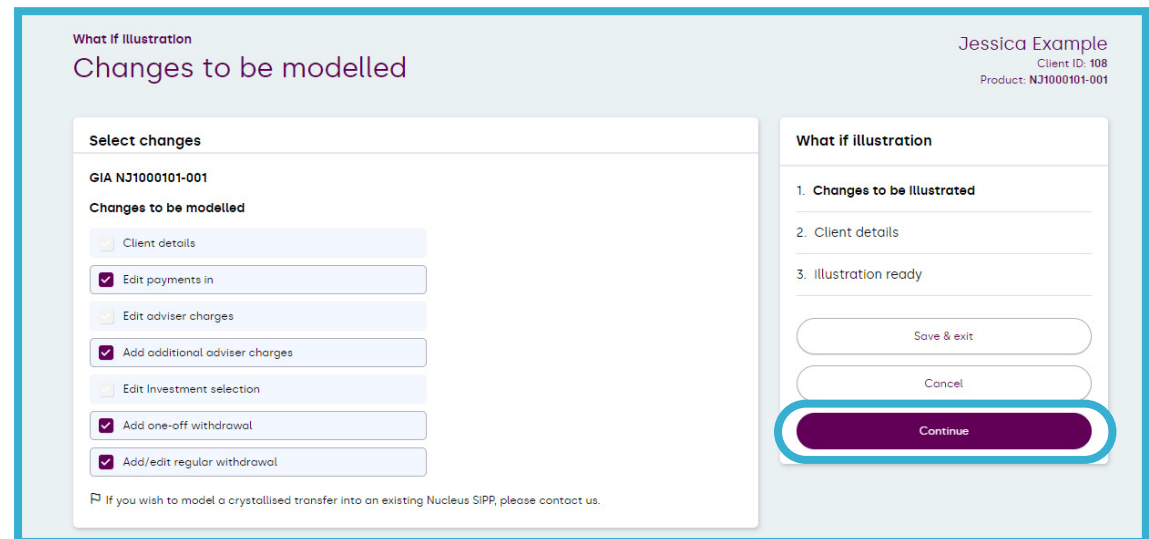 What if illustration
Changes to be modelled
Jessica Example
Client ID: 108
Product: NJ1000101-001
Select changes
GIA NJ1000101-001
Changes to be modelled
Client details
Edit payments in
Edit adviser charges
Add additional adviser charges
Edit Investment selection
Add one-off withdrawal
Add/edit regular withdrawal
If you wish to model a crystallised transfer into an existing Nucleus SIPP, please contact us.
What if illustration
1. Changes to be illustrated
2. Client details
3. Illustration ready
Save & exit
Cancel
Continue